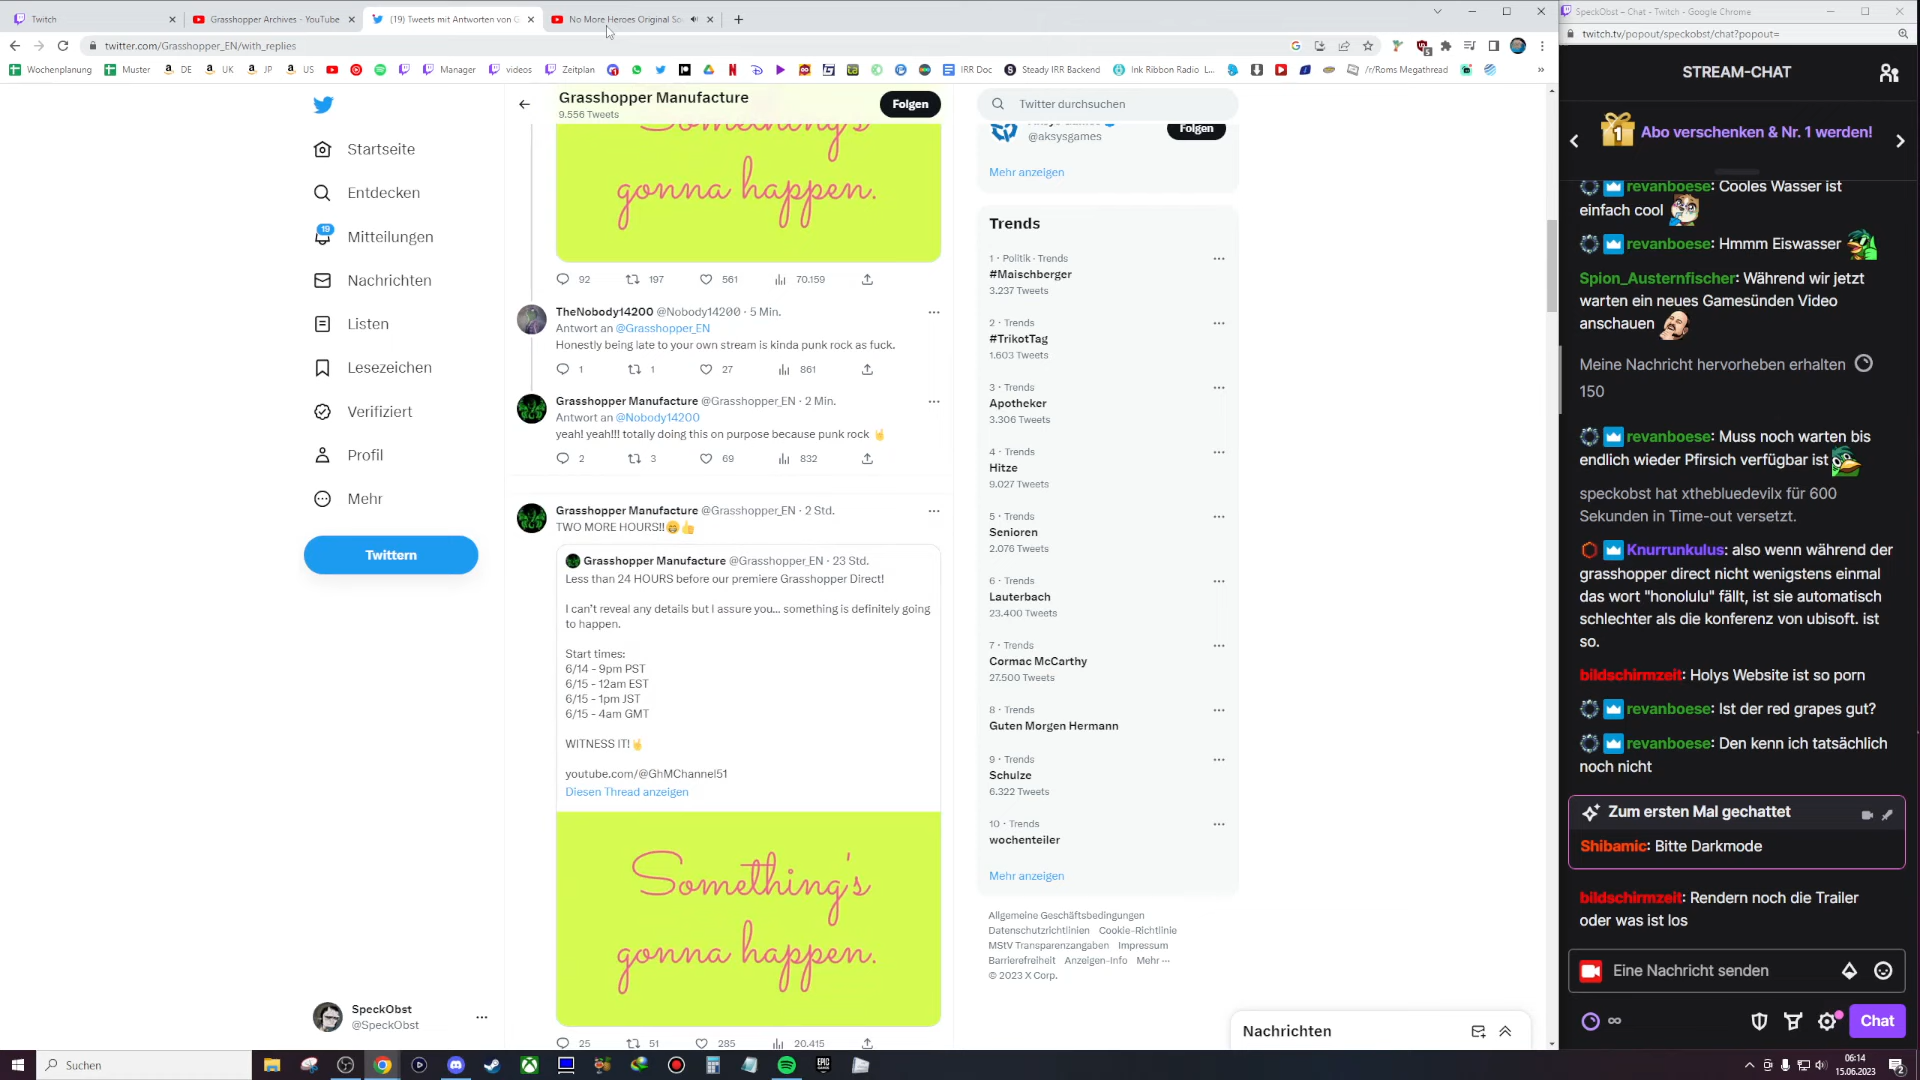 Twitch
Grasshopper Archives - YouTube
(19) Tweets mit Antworten von G
No More Heroes Original So
twitter.com/Grasshopper_EN/with_replies
Wochenplanung
Muster
DE
UK
JP
US
Manager
videos
Zeitplan
IRR Doc
Steady IRR Backend
Ink Ribbon Radio L...
/r/Roms Megathread
Grasshopper Manufacture
9.556 Tweets
Folgen
Startseite
Entdecken
19
Mitteilungen
Nachrichten
Listen
Lesezeichen
Verifiziert
Profil
Mehr
Twittern
SpeckObst
@SpeckObst
Something's
gonna happen.
92 197 561 70.159
TheNobody14200 @Nobody14200 · 5 Min.
Antwort an @Grasshopper_EN
Honestly being late to your own stream is kinda punk rock as fuck.
1 1 27 861
Grasshopper Manufacture @Grasshopper_EN · 2 Min.
Antwort an @Nobody14200
yeah! yeah!!! totally doing this on purpose because punk rock 🤘
2 3 69 832
Grasshopper Manufacture @Grasshopper_EN · 2 Std.
TWO MORE HOURS!!😁👍
Grasshopper Manufacture @Grasshopper_EN · 23 Std.
Less than 24 HOURS before our premiere Grasshopper Direct!
I can't reveal any details but I assure you... something is definitely going
to happen.
Start times:
6/14 - 9pm PST
6/15 - 12am EST
6/15 - 1pm JST
6/15 - 4am GMT
WITNESS IT!🤘
youtube.com/@GhMChannel51
Diesen Thread anzeigen
Something's
gonna happen.
25 51 285 20.415
Twitter durchsuchen
@aksysgames
Folgen
Mehr anzeigen
Trends
1 · Politik · Trends
#Maischberger
3.237 Tweets
2 · Trends
#TrikotTag
1.603 Tweets
3 · Trends
Apotheker
3.306 Tweets
4 · Trends
Hitze
9.027 Tweets
5 · Trends
Senioren
2.076 Tweets
6 · Trends
Lauterbach
23.400 Tweets
7 · Trends
Cormac McCarthy
27.500 Tweets
8 · Trends
Guten Morgen Hermann
9 · Trends
Schulze
6.322 Tweets
10 · Trends
wochenteiler
Mehr anzeigen
Allgemeine Geschäftsbedingungen
Datenschutzrichtlinien Cookie-Richtlinie
MStV Transparenzangaben Impressum
Barrierefreiheit Anzeigen-Info Mehr ···
© 2023 X Corp.
Nachrichten
SpeckObst – Chat - Twitch - Google Chrome
twitch.tv/popout/speckobst/chat?popout=
STREAM-CHAT
1
Abo verschenken & Nr. 1 werden!
revanboese: Cooles Wasser ist
einfach cool
revanboese: Hmmm Eiswasser
Spion_Austernfischer: Während wir jetzt
warten ein neues Gamesünden Video
anschauen
Meine Nachricht hervorheben erhalten
150
revanboese: Muss noch warten bis
endlich wieder Pfirsich verfügbar ist
speckobst hat xthebluedevilx für 600
Sekunden in Time-out versetzt.
Knurrunkulus: also wenn während der
grasshopper direct nicht wenigstens einmal
das wort "honolulu" fällt, ist sie automatisch
schlechter als die konferenz von ubisoft. ist
so.
bildschirmzeit: Holys Website ist so porn
revanboese: Ist der red grapes gut?
revanboese: Den kenn ich tatsächlich
noch nicht
Zum ersten Mal gechattet
Shibamic: Bitte Darkmode
bildschirmzeit: Rendern noch die Trailer
oder was ist los
Eine Nachricht senden
Chat
Suchen
06:14
15.06.2023
2